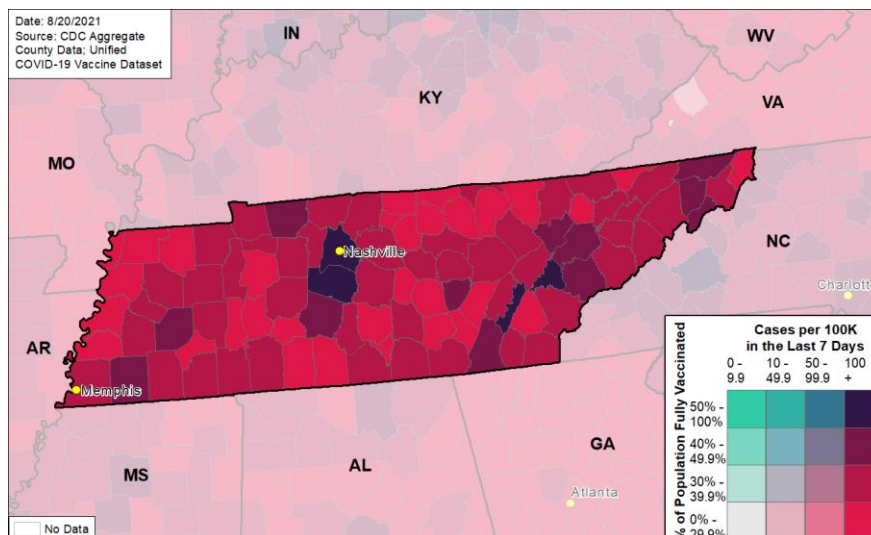 Date: 8/20/2021
Source: CDC Aggregate
County Data; Unified
COVID-19 Vaccine Dataset
IN
WV
KY
VA
MO
Nashville
NC
Charlott
AR
Memphis
MS
AL
GA
Atlanta
No Data
Cases per 100K
in the Last 7 Days
0 -
9.9
10 -
49.9
50 -
99.9
100
+
% of Population Fully Vaccinated
50% -
100%
40% -
49.9%
30% -
39.9%
0% -
29.9%